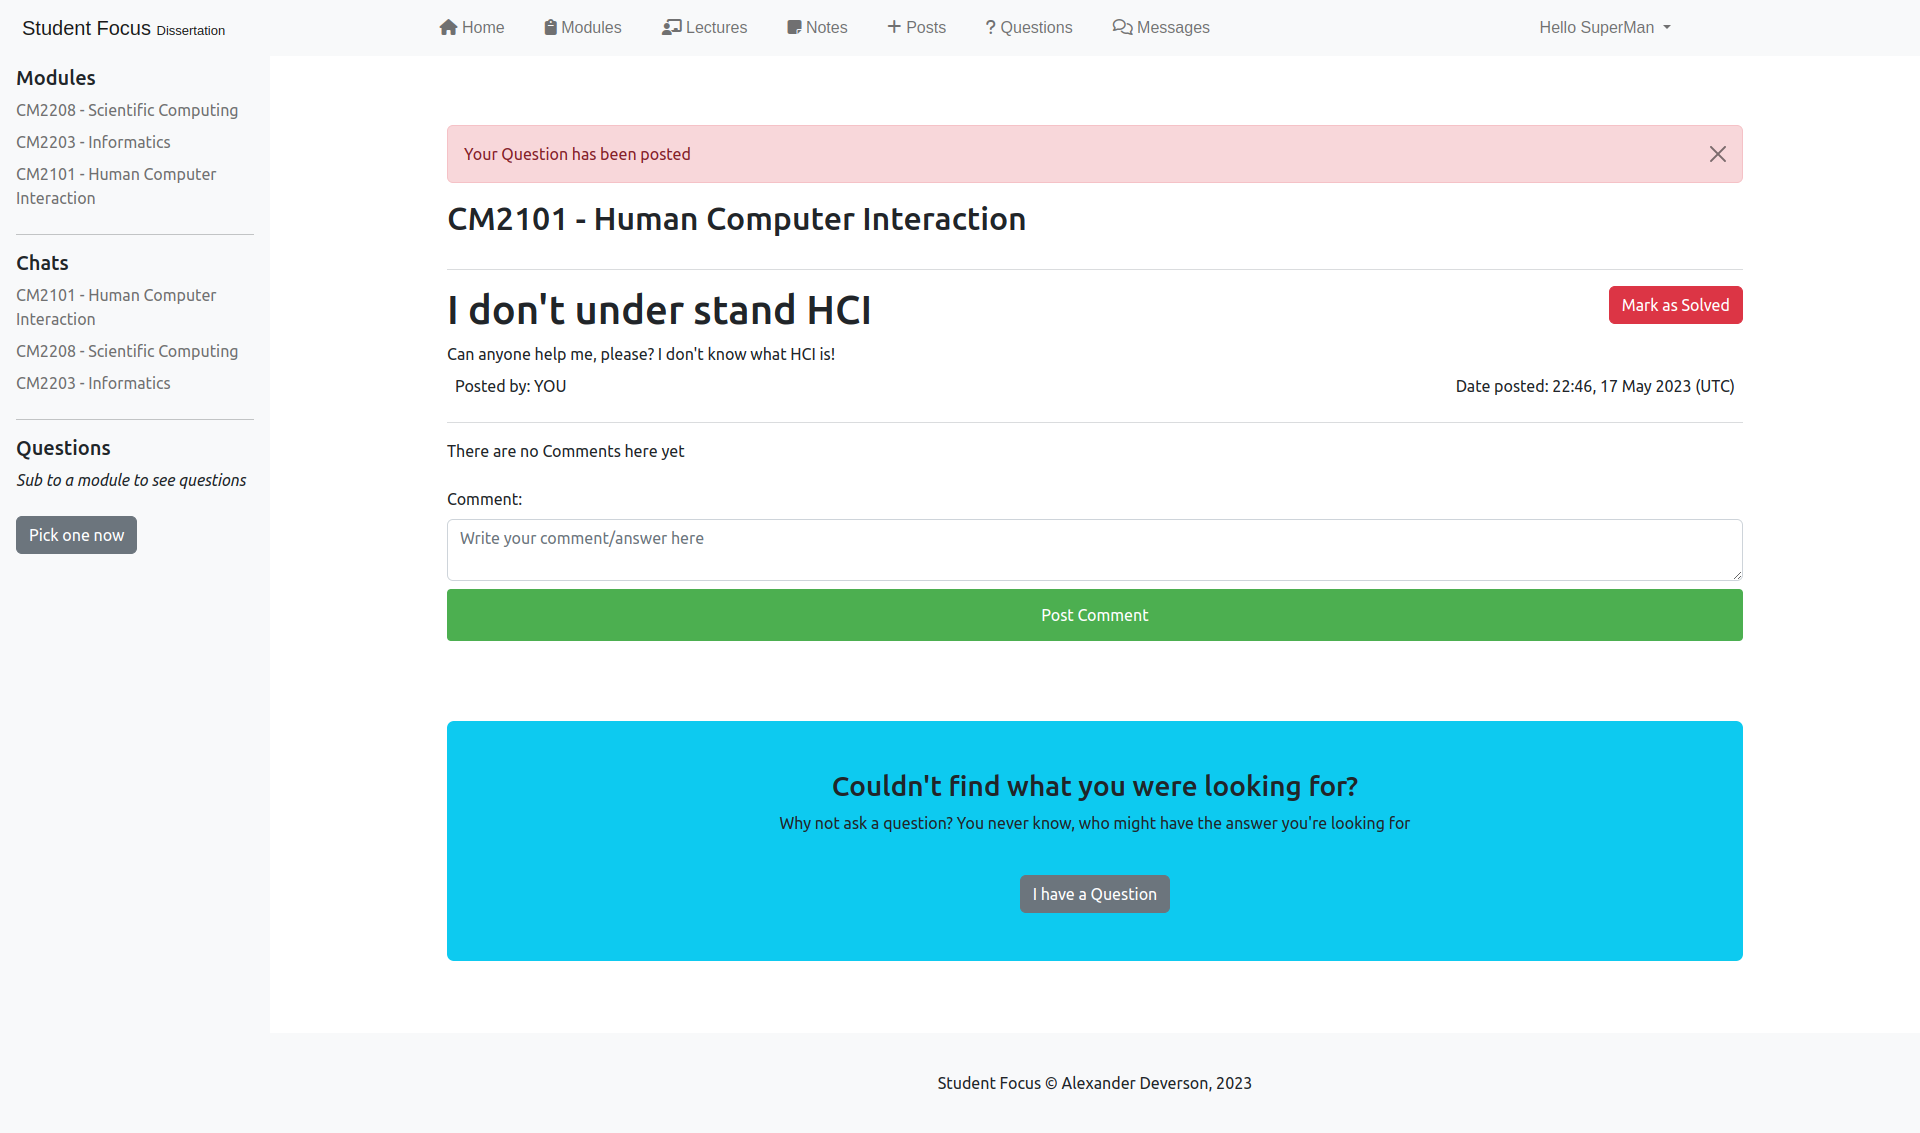 Student Focus Dissertation
Home
Modules
Lectures
Notes
Posts
Questions
Messages
Hello SuperMan
Modules
CM2208 - Scientific Computing
CM2203 - Informatics
CM2101 - Human Computer
Interaction
Chats
CM2101 - Human Computer
Interaction
CM2208 - Scientific Computing
CM2203 - Informatics
Questions
Sub to a module to see questions
Pick one now
Your Question has been posted
CM2101 - Human Computer Interaction
I don't under stand HCI
Mark as Solved
Can anyone help me, please? I don't know what HCI is!
Posted by: YOU
Date posted: 22:46, 17 May 2023 (UTC)
There are no Comments here yet
Comment:
Write your comment/answer here
Post Comment
Couldn't find what you were looking for?
Why not ask a question? You never know, who might have the answer you're looking for
I have a Question
Student Focus © Alexander Deverson, 2023